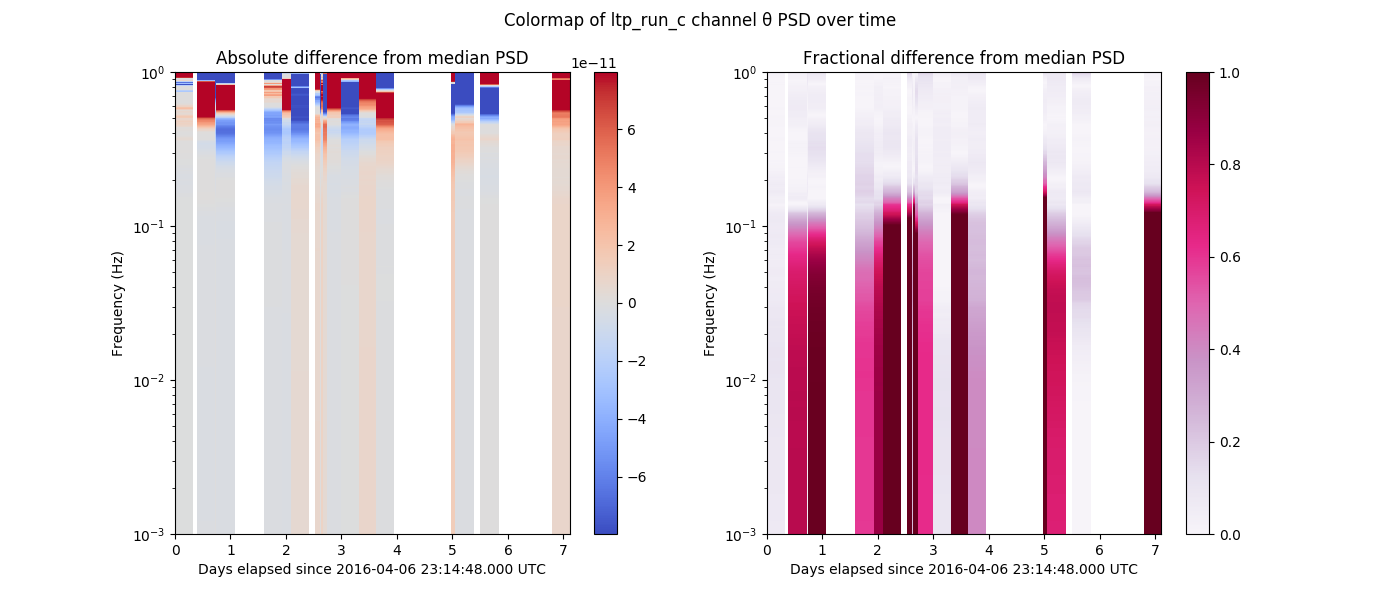 Colormap of ltp_run_c channel θ PSD over time
Absolute difference from median PSD
1e−11
Frequency (Hz)
10⁰
10⁻¹
10⁻²
10⁻³
0 1 2 3 4 5 6 7
Days elapsed since 2016-04-06 23:14:48.000 UTC
6
4
2
0
−2
−4
−6
Fractional difference from median PSD
Frequency (Hz)
10⁰
10⁻¹
10⁻²
10⁻³
0 1 2 3 4 5 6 7
Days elapsed since 2016-04-06 23:14:48.000 UTC
1.0
0.8
0.6
0.4
0.2
0.0